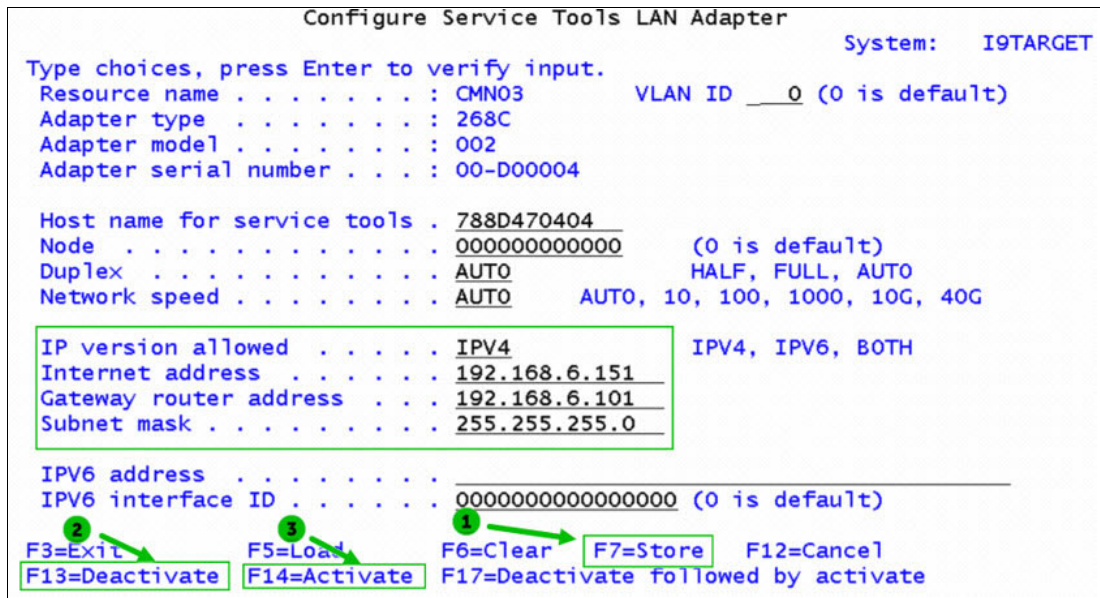 Configure Service Tools LAN Adapter
System: I9TARGET
Type choices, press Enter to verify input.
Resource name . . . . . . . : CMN03 VLAN ID __0 (0 is default)
Adapter type . . . . . . . : 268C
Adapter model . . . . . . . : 002
Adapter serial number . . . : 00-D00004
Host name for service tools . 788D470404
Node . . . . . . . . . . . . 000000000000 (0 is default)
Duplex . . . . . . . . . . . AUTO HALF, FULL, AUTO
Network speed . . . . . . . . AUTO AUTO, 10, 100, 1000, 10G, 40G
IP version allowed . . . . . IPV4 IPV4, IPV6, BOTH
Internet address . . . . . . 192.168.6.151
Gateway router address . . . 192.168.6.101
Subnet mask . . . . . . . . . 255.255.255.0
IPV6 address . . . . . . . .
IPV6 interface ID . . . . . . 0000000000000000 (0 is default)
2 3 1
F3=Exit F5=Load F6=Clear F7=Store F12=Cancel
F13=Deactivate F14=Activate F17=Deactivate followed by activate